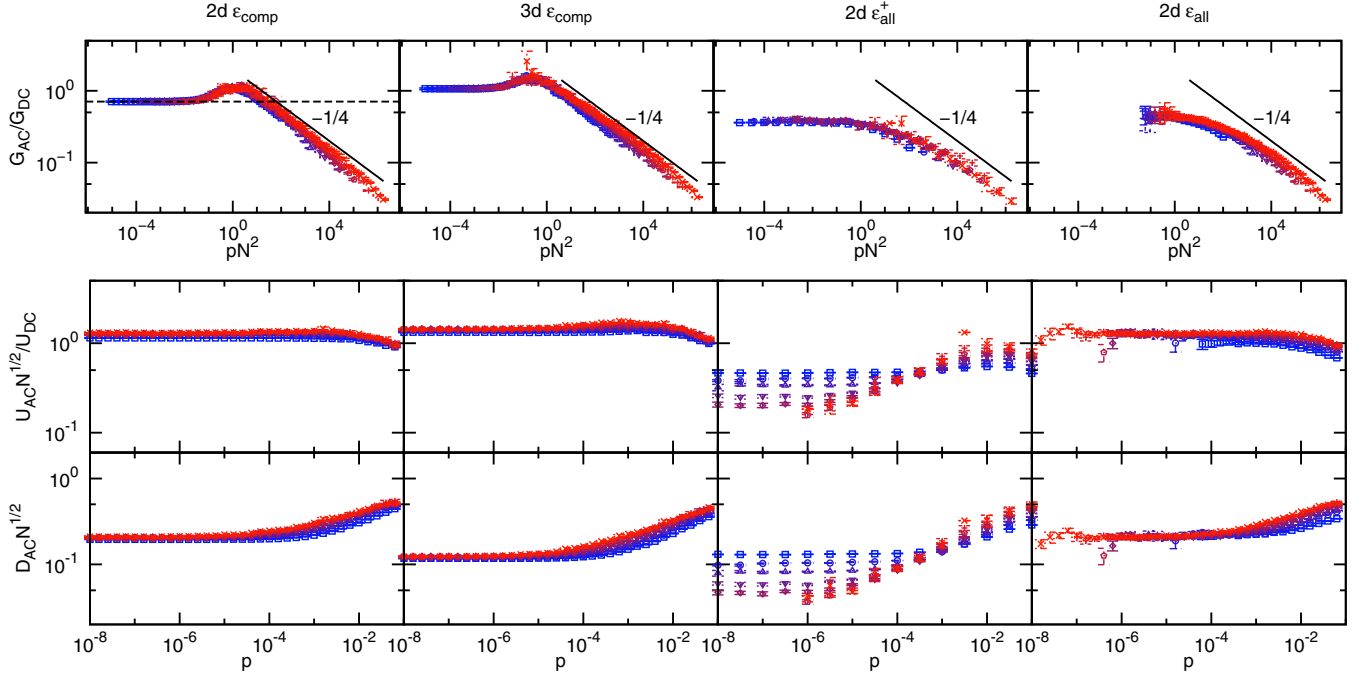 2d εcomp 3d εcomp 2d ε+all 2d εall
G_AC/G_DC
10^0
10^-1
-1/4 -1/4 -1/4 -1/4
10^-4 10^0 10^4 10^-4 10^0 10^4 10^-4 10^0 10^4 10^-4 10^0 10^4
pN^2 pN^2 pN^2 pN^2
U_AC N^1/2/U_DC
10^0
10^-1
D_AC N^1/2
10^0
10^-1
10^-8 10^-6 10^-4 10^-2 10^-8 10^-6 10^-4 10^-2 10^-8 10^-6 10^-4 10^-2 10^-8 10^-6 10^-4 10^-2
p p p p